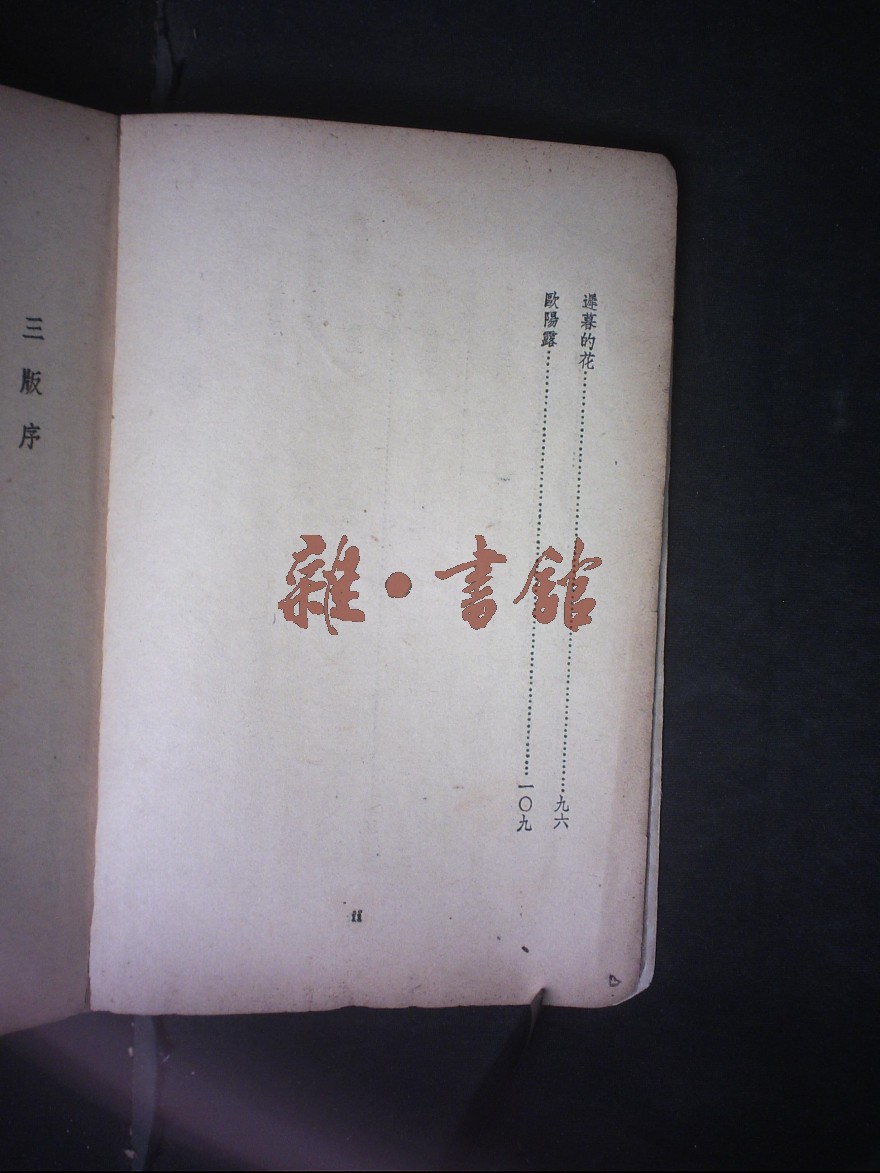 遲暮的花……九六
歐陽露……一〇九
ii
三版序
雜·書館